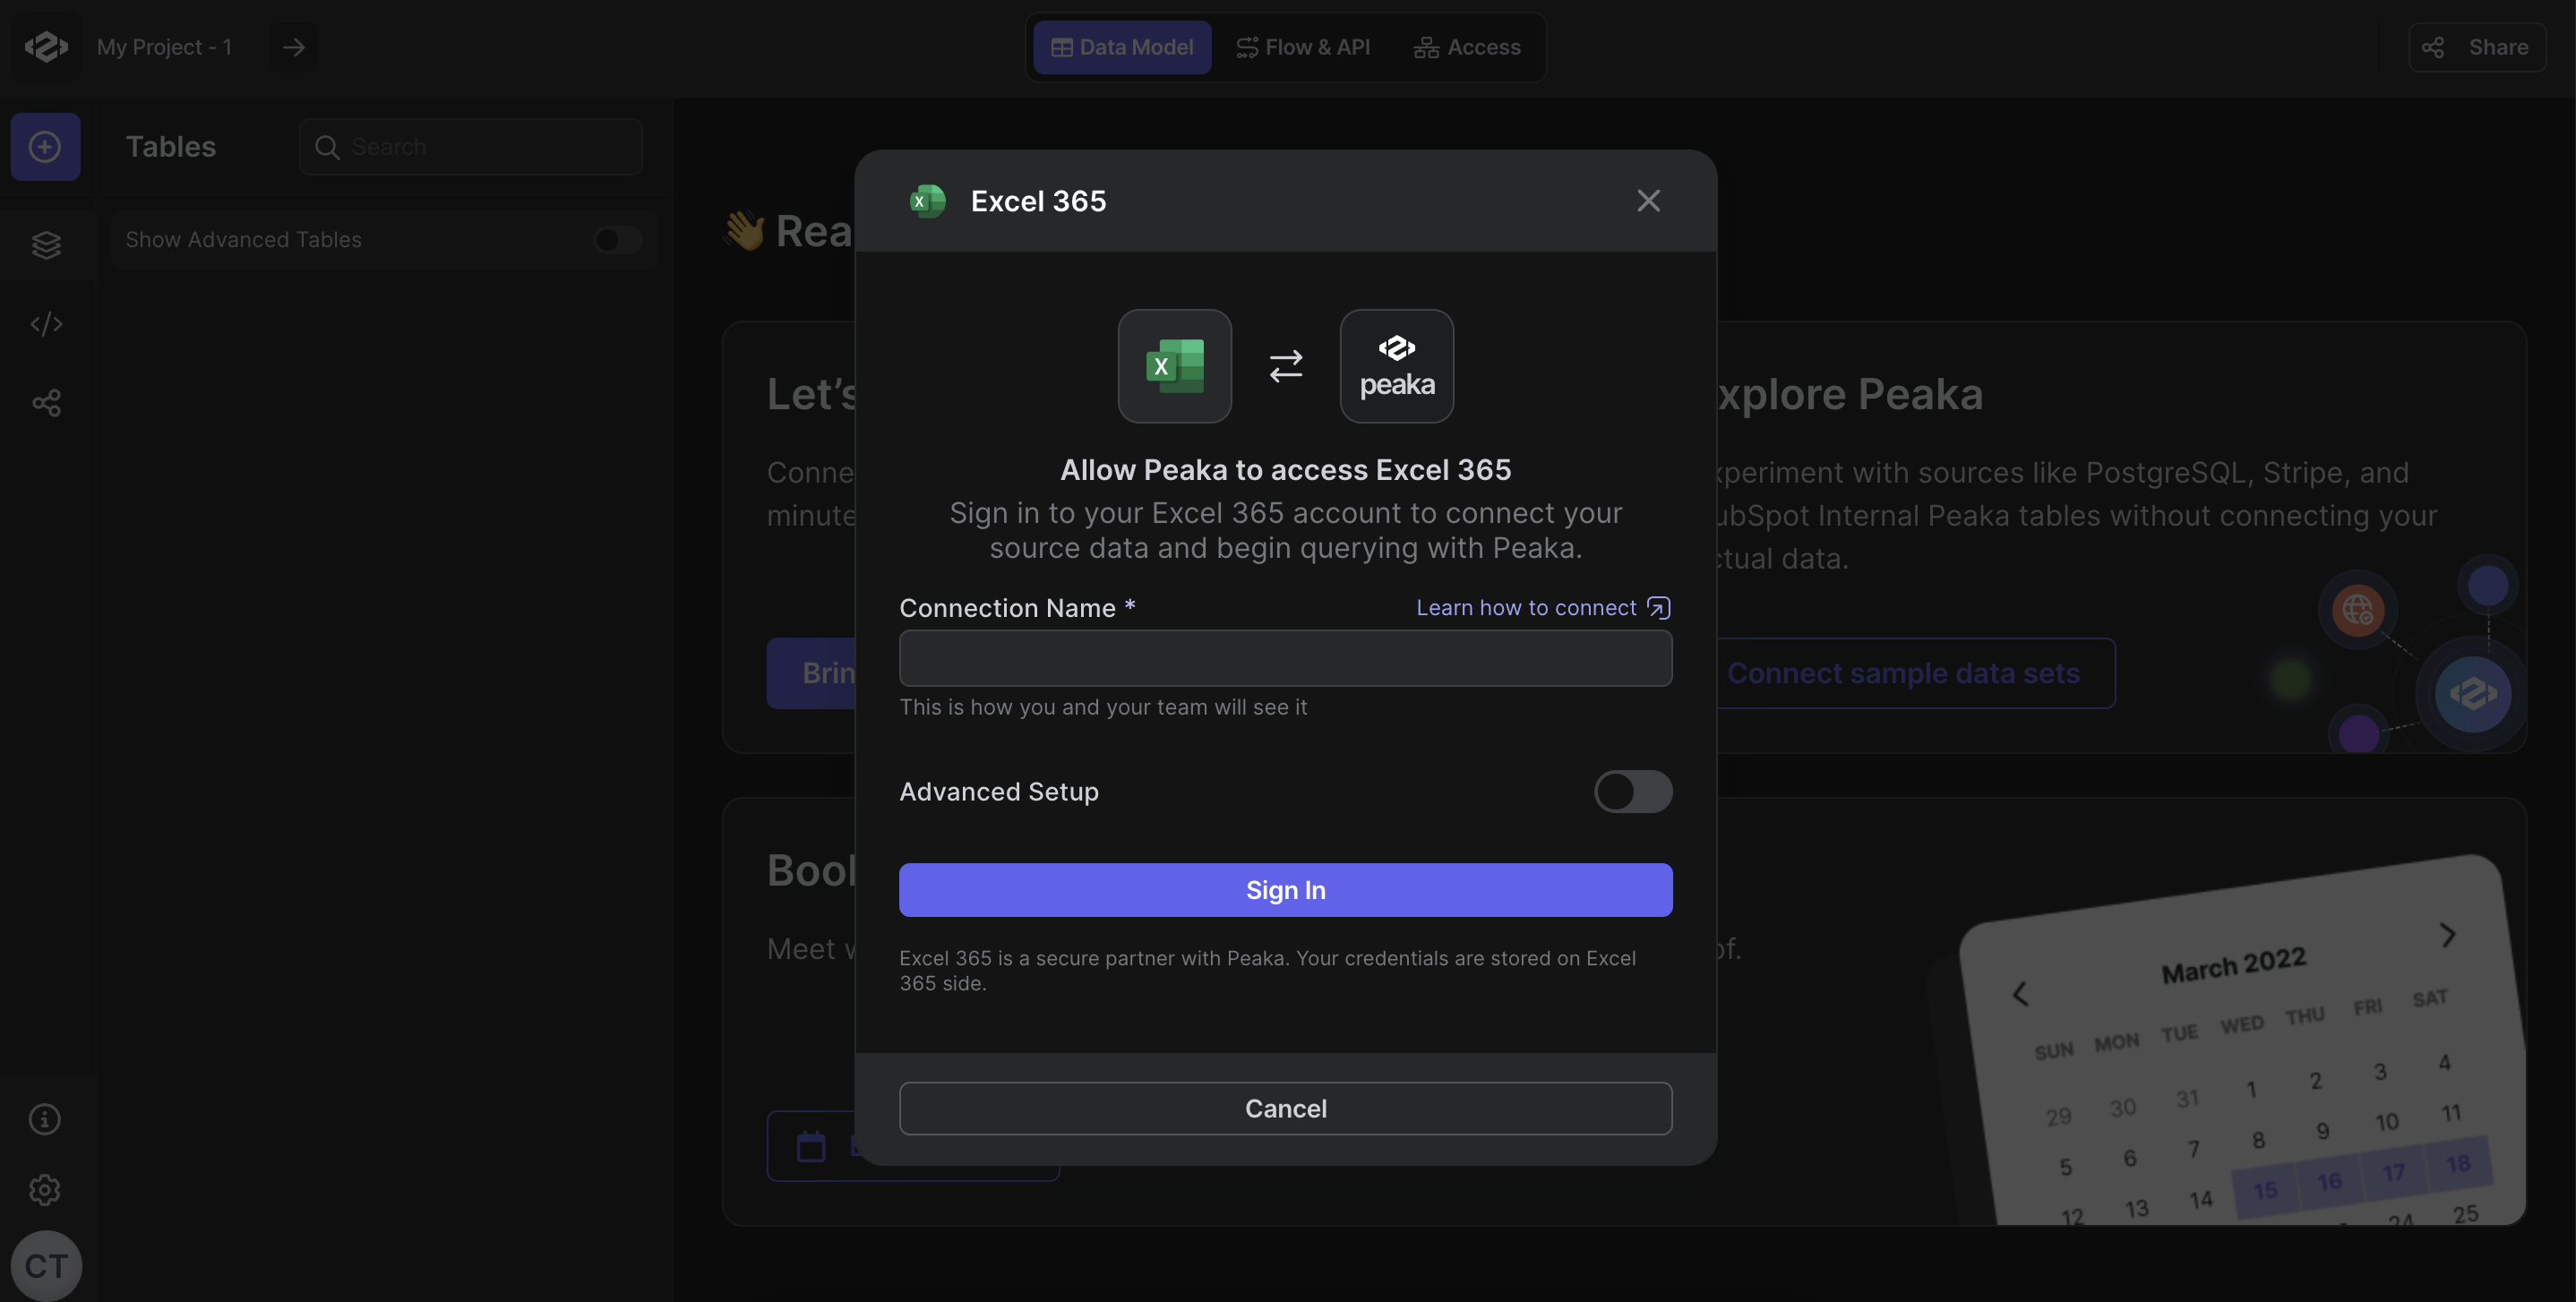 My Project - 1
Data Model
Flow & API
Access
Share
Tables
Search
Show Advanced Tables
Excel 365
X
peaka
Allow Peaka to access Excel 365
Sign in to your Excel 365 account to connect your
source data and begin querying with Peaka.
Connection Name *
Learn how to connect
This is how you and your team will see it
Advanced Setup
Sign In
Excel 365 is a secure partner with Peaka. Your credentials are stored on Excel
365 side.
Cancel
Rea
Let's
Conne
minute
Brin
xplore Peaka
xperiment with sources like PostgreSQL, Stripe, and
ubSpot Internal Peaka tables without connecting your
ctual data.
Connect sample data sets
Bool
Meet
of.
March 2022
SUN MON TUE WED THU FRI SAT
29 30 31 1 2 3 4
5 6 7 8 9 10 11
12 13 14 15 16 17 18
24 25
CT